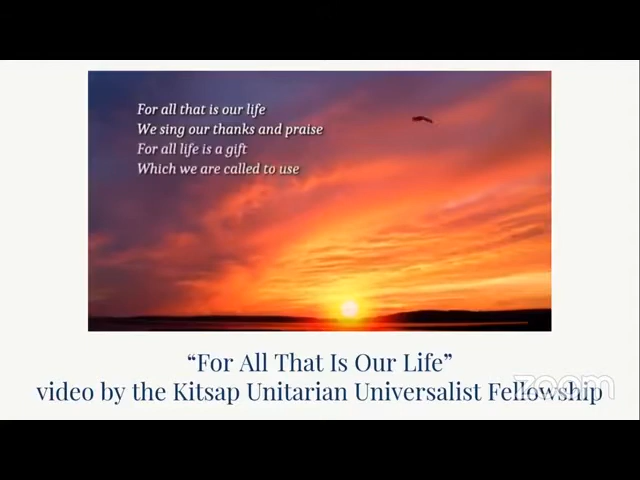 For all that is our life
We sing our thanks and praise
For all life is a gift
Which we are called to use
“For All That Is Our Life”
video by the Kitsap Unitarian Universalist Fellowship
zoom